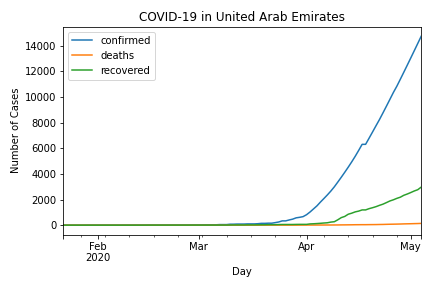 COVID-19 in United Arab Emirates
confirmed
deaths
recovered
Number of Cases
14000
12000
10000
8000
6000
4000
2000
0
Feb
2020
Mar
Apr
May
Day